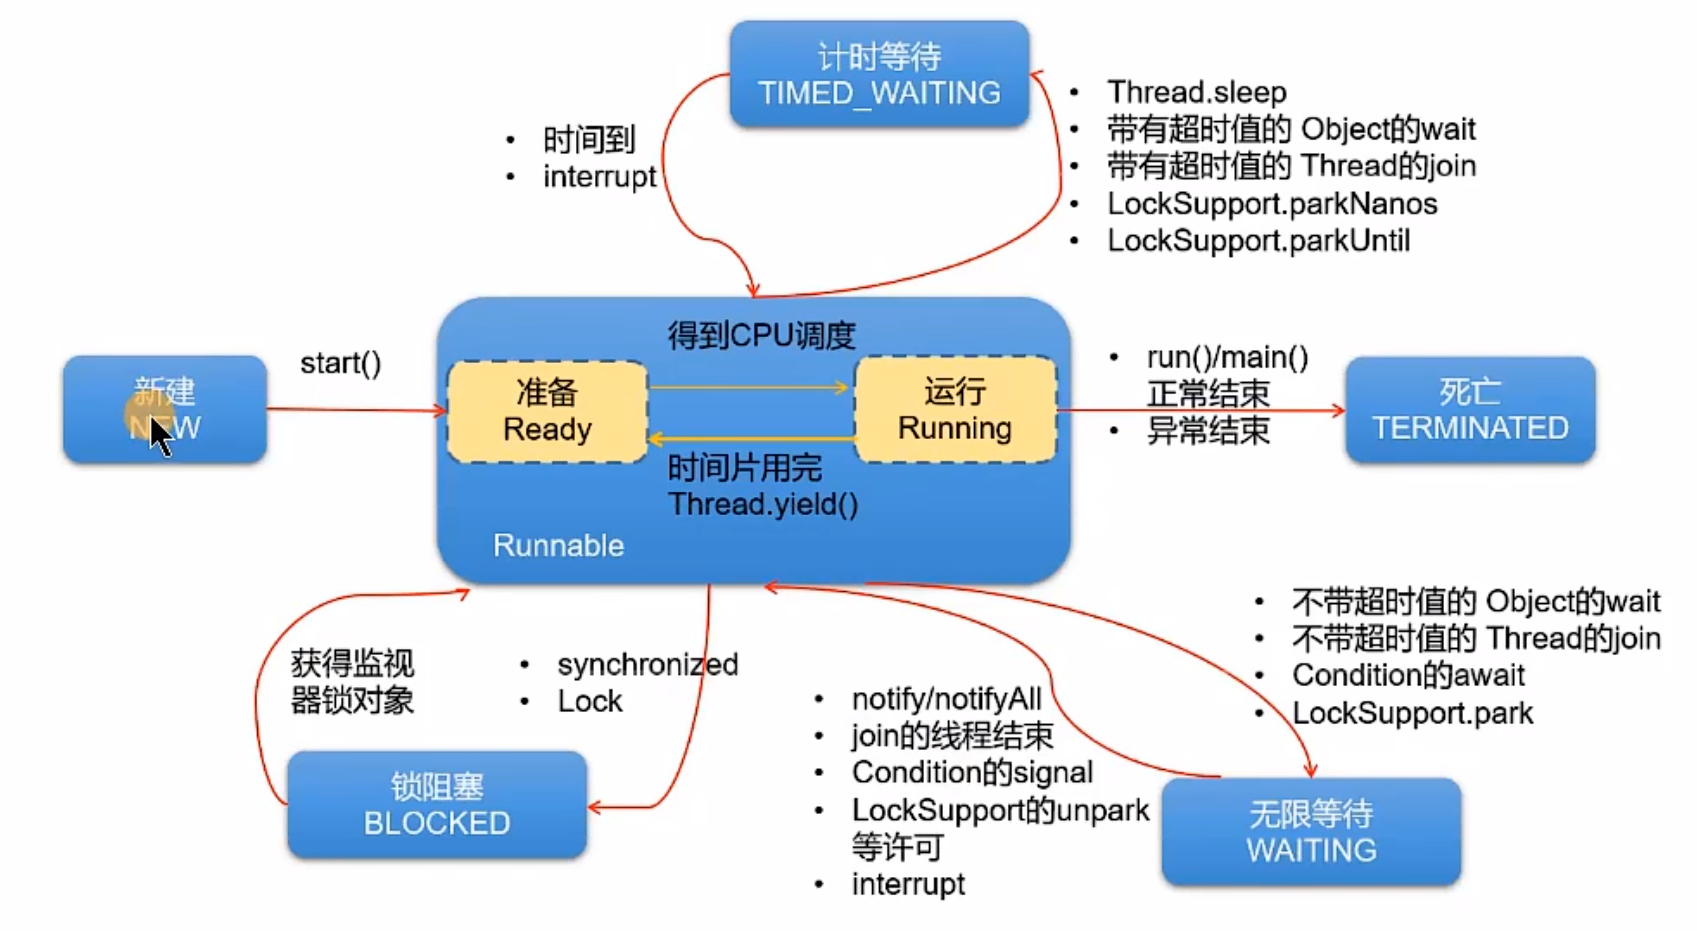 计时等待
TIMED_WAITING
• 时间到
• interrupt
• Thread.sleep
• 带有超时值的 Object的wait
• 带有超时值的 Thread的join
• LockSupport.parkNanos
• LockSupport.parkUntil
新建
NEW
start()
得到CPU调度
准备
Ready
运行
Running
时间片用完
Thread.yield()
Runnable
• run()/main()
正常结束
• 异常结束
死亡
TERMINATED
获得监视
器锁对象
• synchronized
• Lock
锁阻塞
BLOCKED
• notify/notifyAll
• join的线程结束
• Condition的signal
• LockSupport的unpark
等许可
• interrupt
• 不带超时值的 Object的wait
• 不带超时值的 Thread的join
• Condition的await
• LockSupport.park
无限等待
WAITING